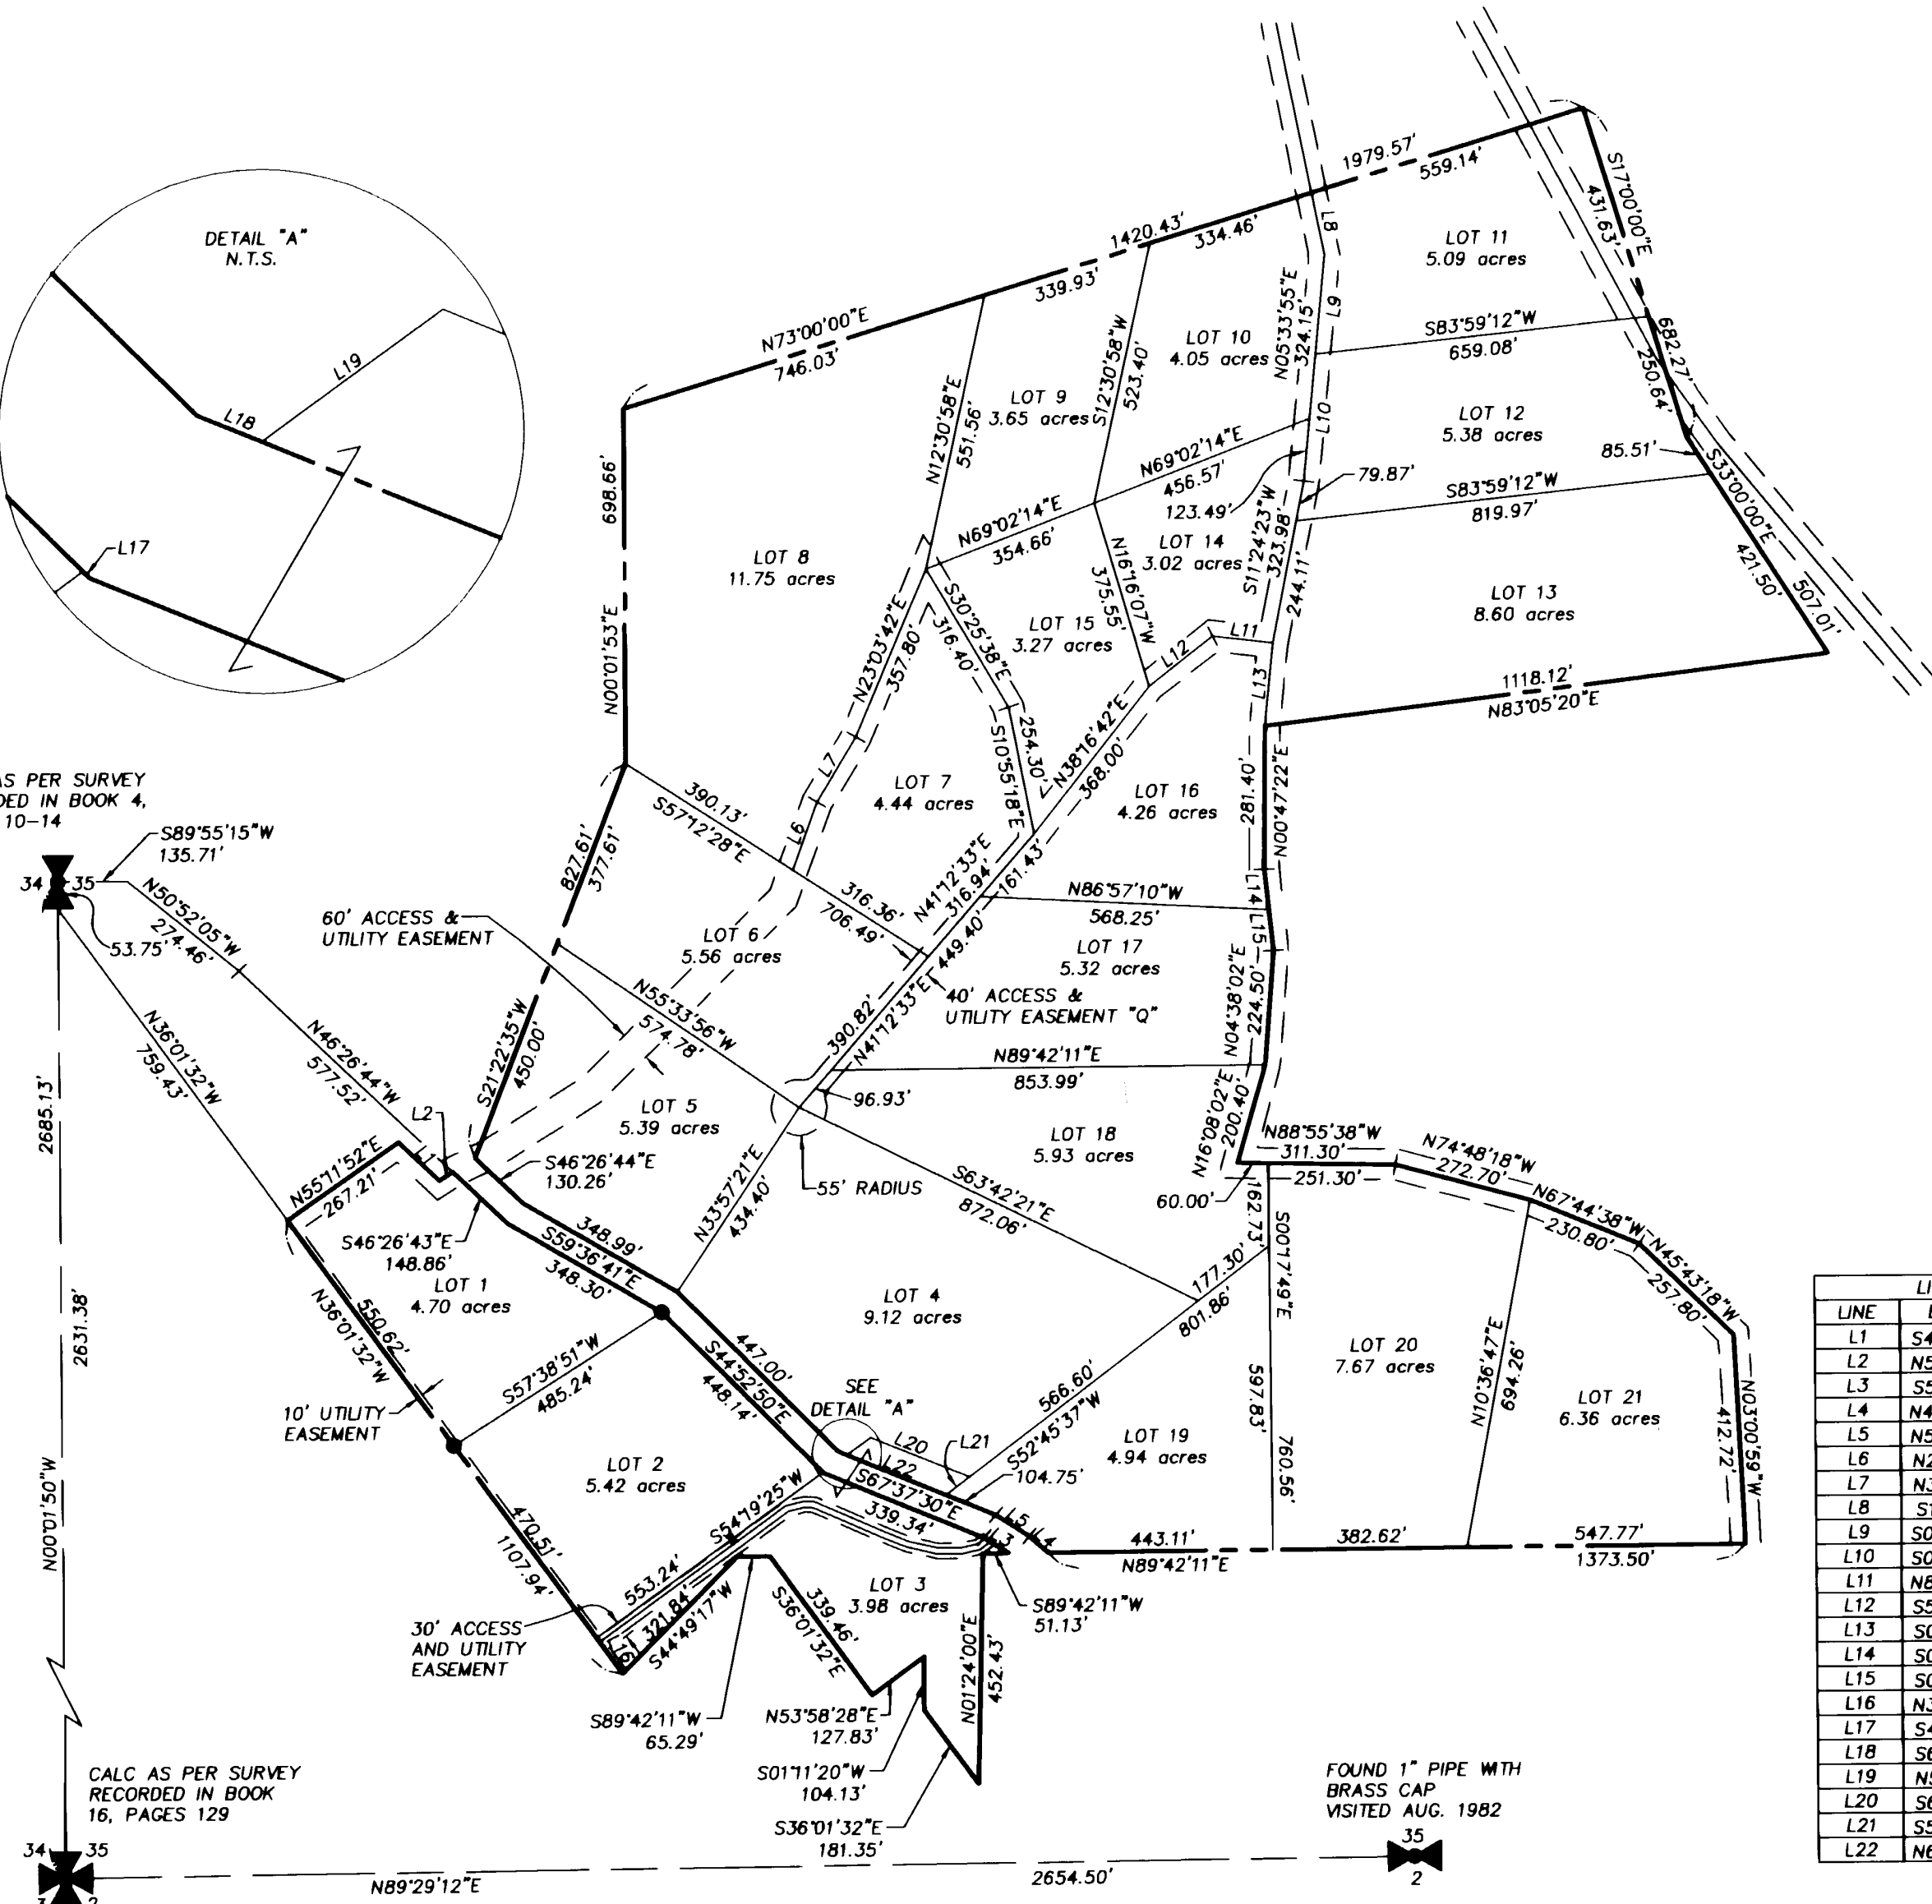 DETAIL "A"
N.T.S.
L19
L18
L17
1979.57'
559.14'
S17°00'00"E
431.63'
1420.43'
334.46'
L8
LOT 11
5.09 acres
339.93'
N73°00'00"E
746.03'
N05°33'55"E
324.15'
L9
S83°59'12"W
659.08'
682.27'
250.64'
LOT 10
4.05 acres
S12°30'58"W
523.40'
N12°30'58"E
551.56'
LOT 9
3.65 acres
L10
LOT 12
5.38 acres
85.51'
N69°02'14"E
456.57'
79.87'
S83°59'12"W
819.97'
S33°00'00"E
421.50'
507.01'
698.66'
N69°02'14"E
354.66'
123.49'
S11°24'23"W
323.98'
244.11'
LOT 14
3.02 acres
N16°16'07"W
375.55'
LOT 8
11.75 acres
LOT 13
8.60 acres
N00°01'53"E
N23°03'42"E
357.80'
S30°25'38"E
316.40'
LOT 15
3.27 acres
L11
L12
L13
1118.12'
N83°05'20"E
254.30'
S10°55'18"E
N38°16'42"E
368.00'
L7
L6
LOT 7
4.44 acres
LOT 16
4.26 acres
281.40'
N00°47'22"E
AS PER SURVEY
DED IN BOOK 4,
10-14
S89°55'15"W
135.71'
34
35
53.75'
N50°52'05"W
274.46'
390.13'
S57°12'28"E
827.61'
377.61'
316.36'
706.49'
N41°12'33"E
316.94'
161.43'
449.40'
N86°57'10"W
568.25'
L14
L15
60' ACCESS &
UTILITY EASEMENT
LOT 6
5.56 acres
LOT 17
5.32 acres
40' ACCESS &
UTILITY EASEMENT "Q"
N04°38'02"E
224.50'
N55°33'56"W
574.78'
390.82'
N41°12'33"E
N89°42'11"E
853.99'
96.93'
N36°01'32"W
759.43'
N46°26'44"W
577.52'
S21°22'35"W
450.00'
2685.13'
L2
L1
LOT 5
5.39 acres
LOT 18
5.93 acres
N16°08'02"E
200.40'
N88°55'38"W
311.30'
251.30'
N74°48'18"W
272.70'
N55°11'52"E
267.21'
S46°26'44"E
130.26'
55' RADIUS
S63°42'21"E
872.06'
60.00'
162.73'
N67°44'38"W
230.80'
N33°57'21"E
434.40'
S00°17'49"E
N45°43'18"W
257.80'
S46°26'43"E
148.86'
348.99'
S59°36'41"E
348.30'
LOT 1
4.70 acres
LOT 4
9.12 acres
177.30'
801.86'
2631.38'
550.62'
N36°01'32"W
LOT 20
7.67 acres
N10°36'47"E
694.26'
LOT 21
6.36 acres
412.72'
N03°00'59"W
S57°38'51"W
485.24'
447.00'
S44°52'50"E
448.14'
SEE
DETAIL "A"
566.60'
S52°45'37"W
597.83'
760.56'
10' UTILITY
EASEMENT
L20
L21
L22
LOT 19
4.94 acres
104.75'
LOT 2
5.42 acres
S67°37'30"E
339.34'
L5
L4
L3
N00°01'50"W
470.51'
1107.94'
S54°19'25"W
553.24'
443.11'
N89°42'11"E
382.62'
547.77'
1373.50'
30' ACCESS
AND UTILITY
EASEMENT
L16
321.84'
S44°49'17"W
LOT 3
3.98 acres
339.46'
S36°01'32"E
S89°42'11"W
51.13'
N01°24'00"E
452.43'
S89°42'11"W
65.29'
N53°58'28"E
127.83'
S01°11'20"W
104.13'
S36°01'32"E
181.35'
CALC AS PER SURVEY
RECORDED IN BOOK
16, PAGES 129
34
35
3
2
N89°29'12"E
2654.50'
FOUND 1" PIPE WITH
BRASS CAP
VISITED AUG. 1982
35
2
LI
LINE
L1 S4
L2 N5
L3 S5
L4 N4
L5 N5
L6 N2
L7 N3
L8 S1
L9 S0
L10 S0
L11 N8
L12 S5
L13 S0
L14 S0
L15 S0
L16 N3
L17 S4
L18 S6
L19 N5
L20 S6
L21 S5
L22 N6